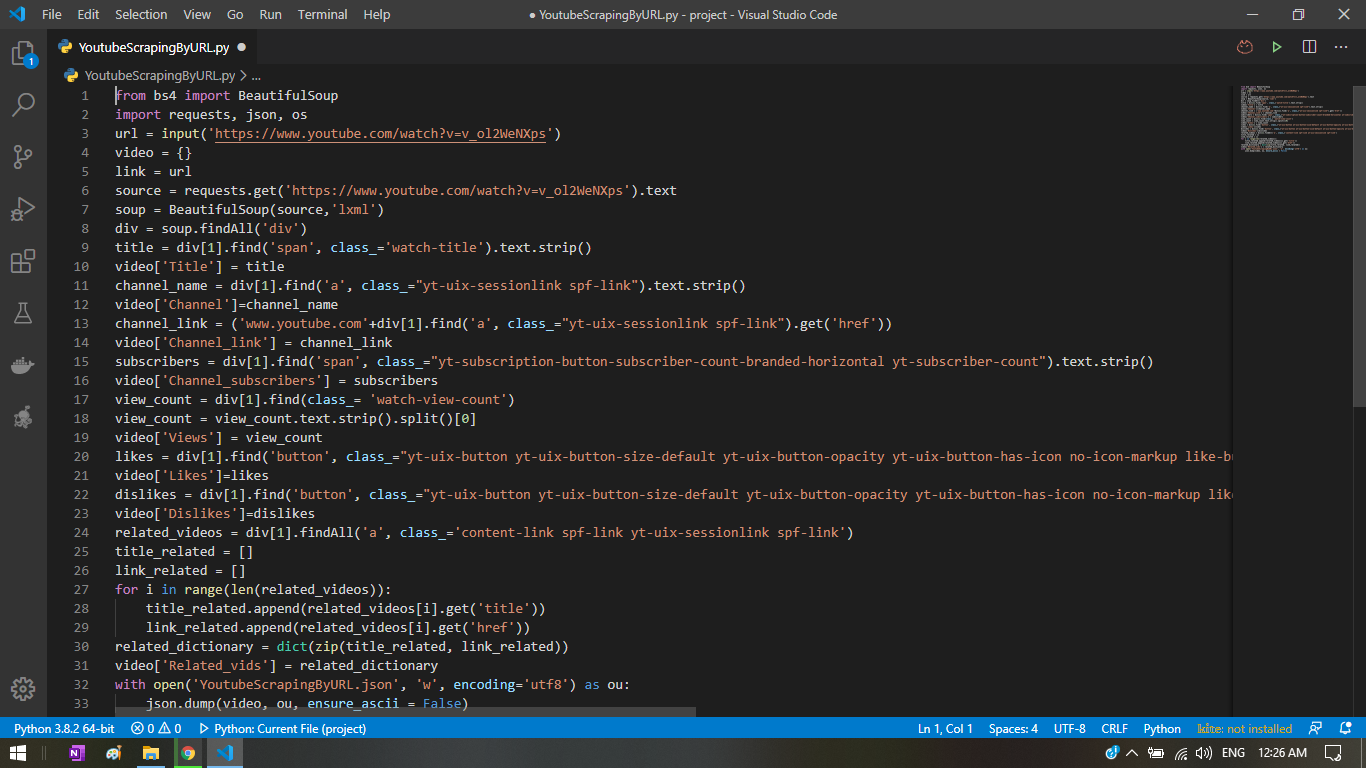 File Edit Selection View Go Run Terminal Help
● YoutubeScrapingByURL.py - project - Visual Studio Code
YoutubeScrapingByURL.py ●
YoutubeScrapingByURL.py > ...
1 from bs4 import BeautifulSoup
2 import requests, json, os
3 url = input('https://www.youtube.com/watch?v=v_ol2WeNXps')
4 video = {}
5 link = url
6 source = requests.get('https://www.youtube.com/watch?v=v_ol2WeNXps').text
7 soup = BeautifulSoup(source,'lxml')
8 div = soup.findAll('div')
9 title = div[1].find('span', class_='watch-title').text.strip()
10 video['Title'] = title
11 channel_name = div[1].find('a', class_="yt-uix-sessionlink spf-link").text.strip()
12 video['Channel']=channel_name
13 channel_link = ('www.youtube.com'+div[1].find('a', class_="yt-uix-sessionlink spf-link").get('href'))
14 video['Channel_link'] = channel_link
15 subscribers = div[1].find('span', class_="yt-subscription-button-subscriber-count-branded-horizontal yt-subscriber-count").text.strip()
16 video['Channel_subscribers'] = subscribers
17 view_count = div[1].find(class_= 'watch-view-count')
18 view_count = view_count.text.strip().split()[0]
19 video['Views'] = view_count
20 likes = div[1].find('button', class_="yt-uix-button yt-uix-button-size-default yt-uix-button-opacity yt-uix-button-has-icon no-icon-markup like-b
21 video['Likes']=likes
22 dislikes = div[1].find('button', class_="yt-uix-button yt-uix-button-size-default yt-uix-button-opacity yt-uix-button-has-icon no-icon-markup lik
23 video['Dislikes']=dislikes
24 related_videos = div[1].findAll('a', class_='content-link spf-link yt-uix-sessionlink spf-link')
25 title_related = []
26 link_related = []
27 for i in range(len(related_videos)):
28 title_related.append(related_videos[i].get('title'))
29 link_related.append(related_videos[i].get('href'))
30 related_dictionary = dict(zip(title_related, link_related))
31 video['Related_vids'] = related_dictionary
32 with open('YoutubeScrapingByURL.json', 'w', encoding='utf8') as ou:
33 json.dump(video, ou, ensure_ascii = False)
Python 3.8.2 64-bit 0 0 Python: Current File (project) Ln 1, Col 1 Spaces: 4 UTF-8 CRLF Python kite: not installed
ENG 12:26 AM